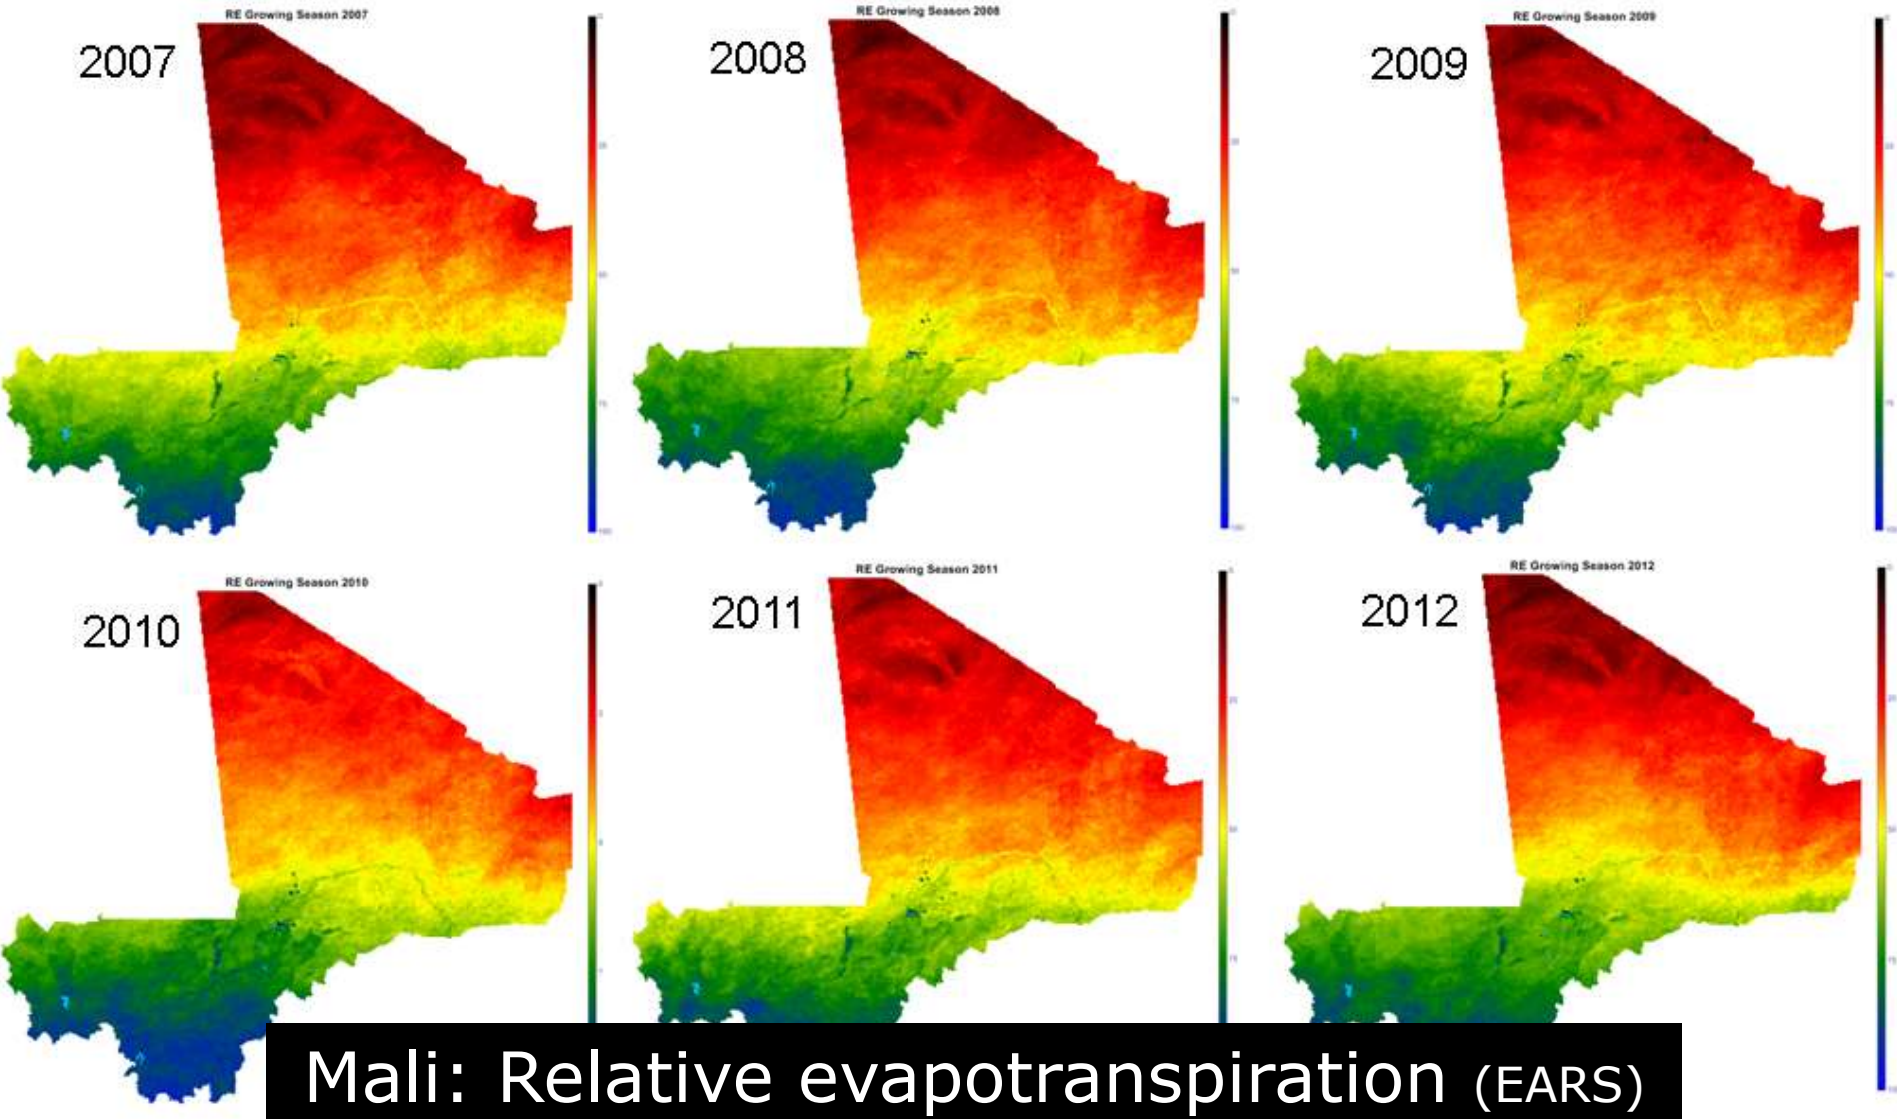 RE Growing Season 2007
2007
RE Growing Season 2008
2008
RE Growing Season 2009
2009
RE Growing Season 2010
2010
RE Growing Season 2011
2011
RE Growing Season 2012
2012
Mali: Relative evapotranspiration (EARS)